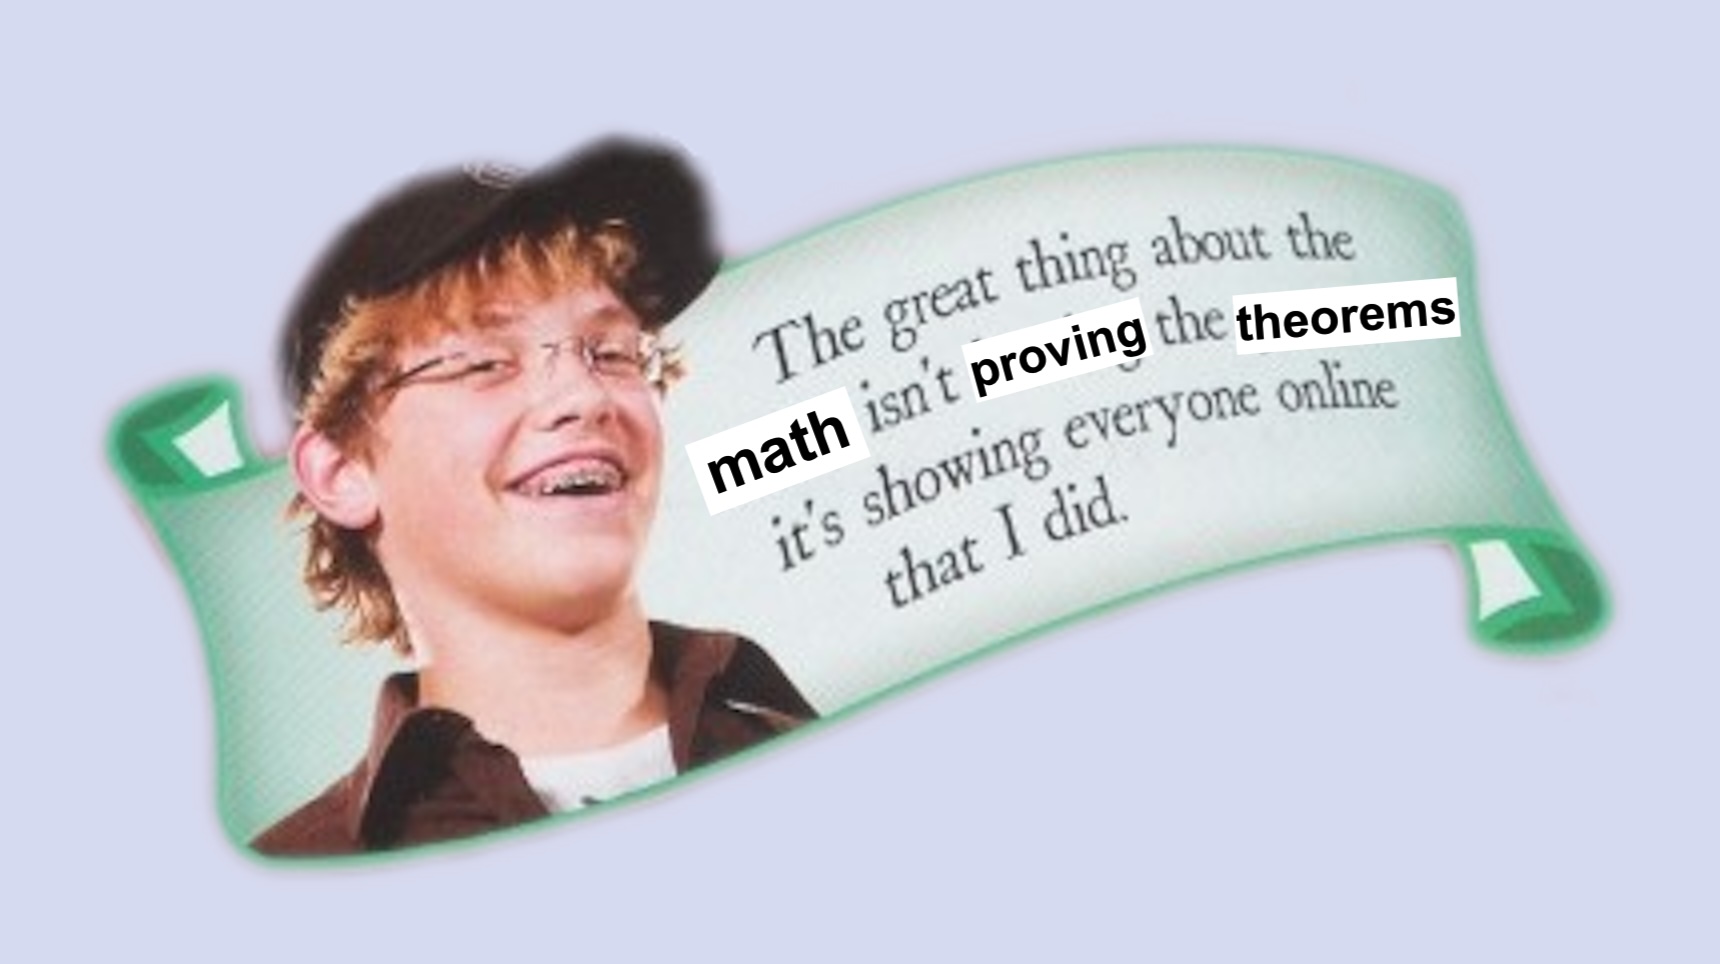 The great thing about the
math isn't proving the theorems
it's showing everyone online
that I did.